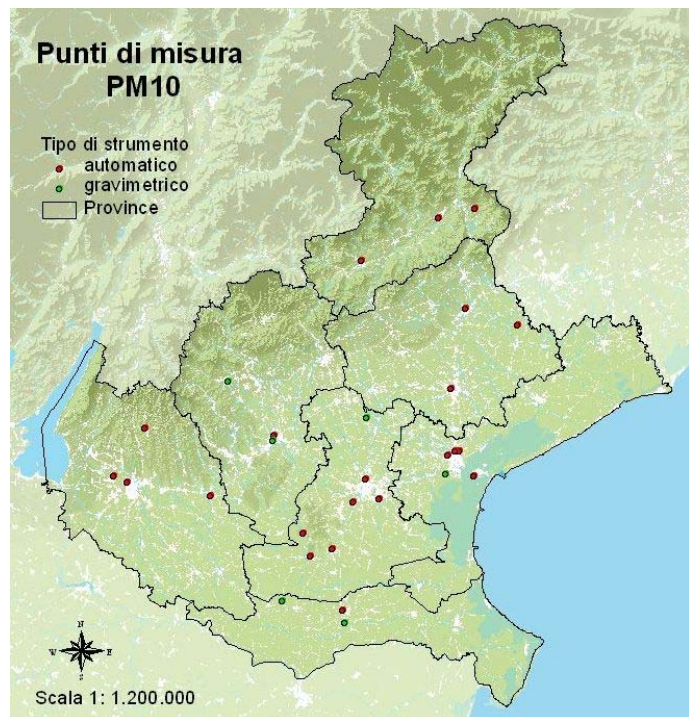 Punti di misura
PM10
Tipo di strumento
automatico
gravimetrico
Province
N
W E
S
Scala 1: 1.200.000